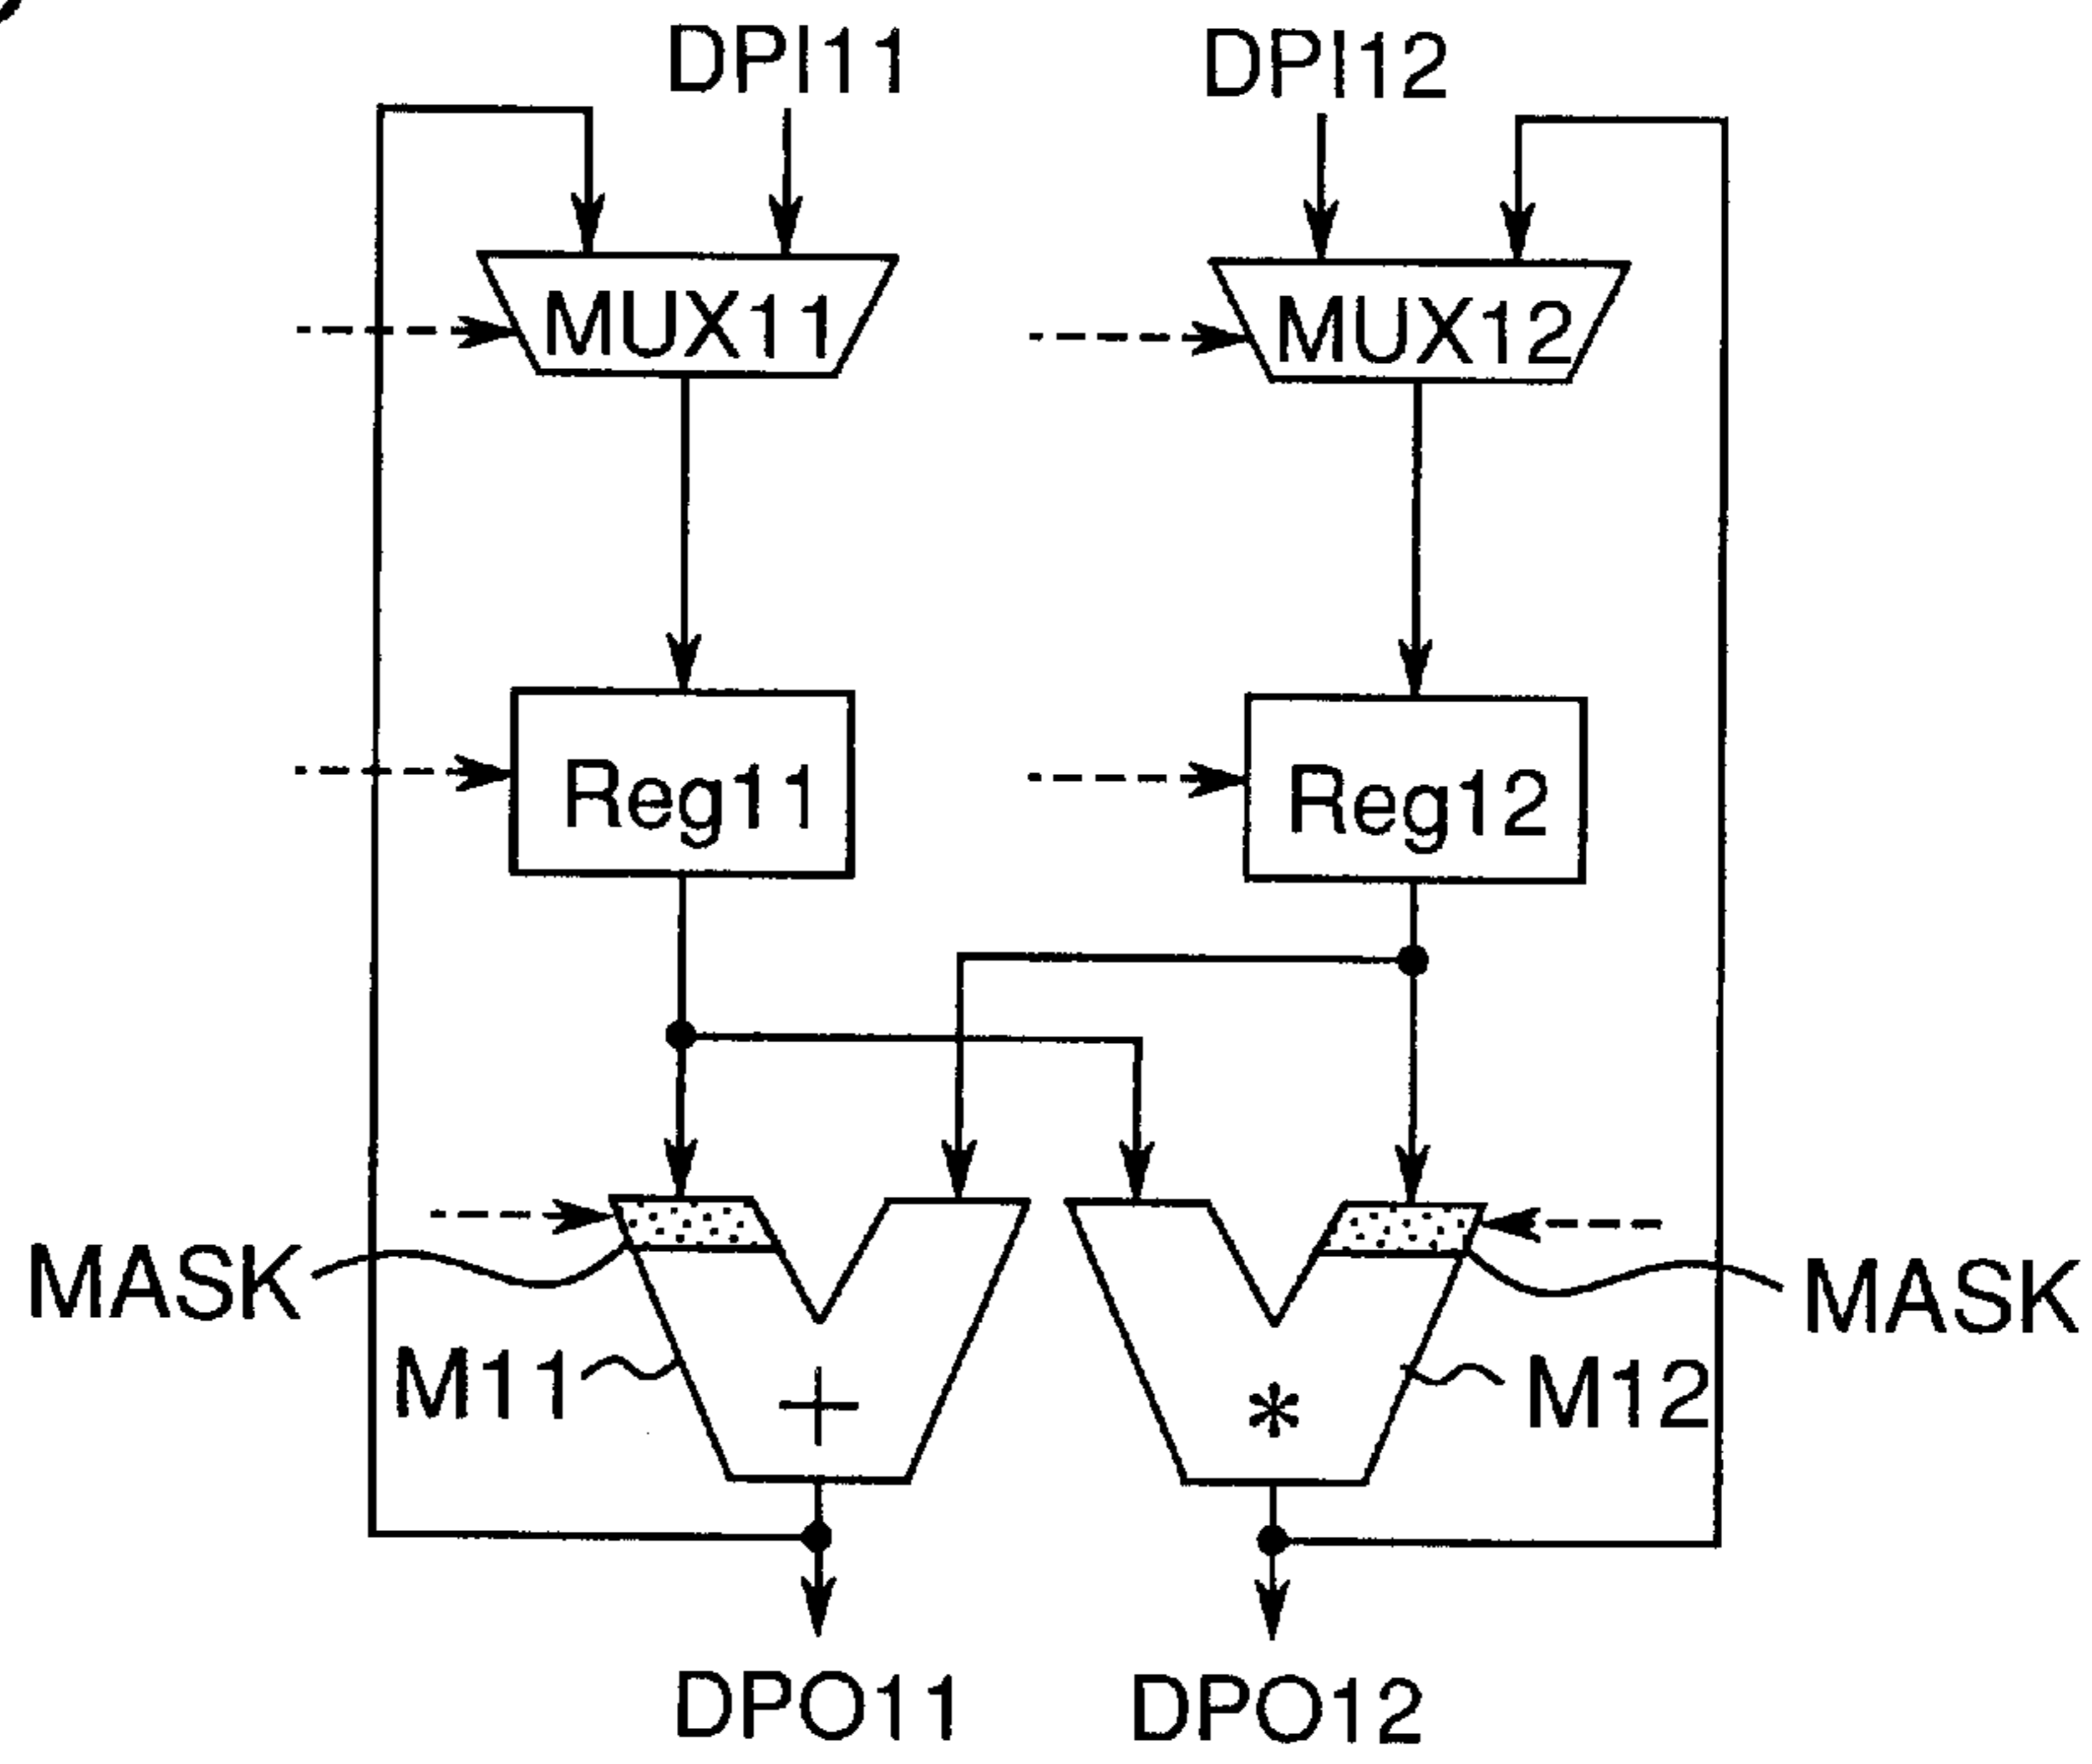 DPI11
DPI12
MUX11
MUX12
Reg11
Reg12
MASK
MASK
M11
+
*
M12
DPO11
DPO12